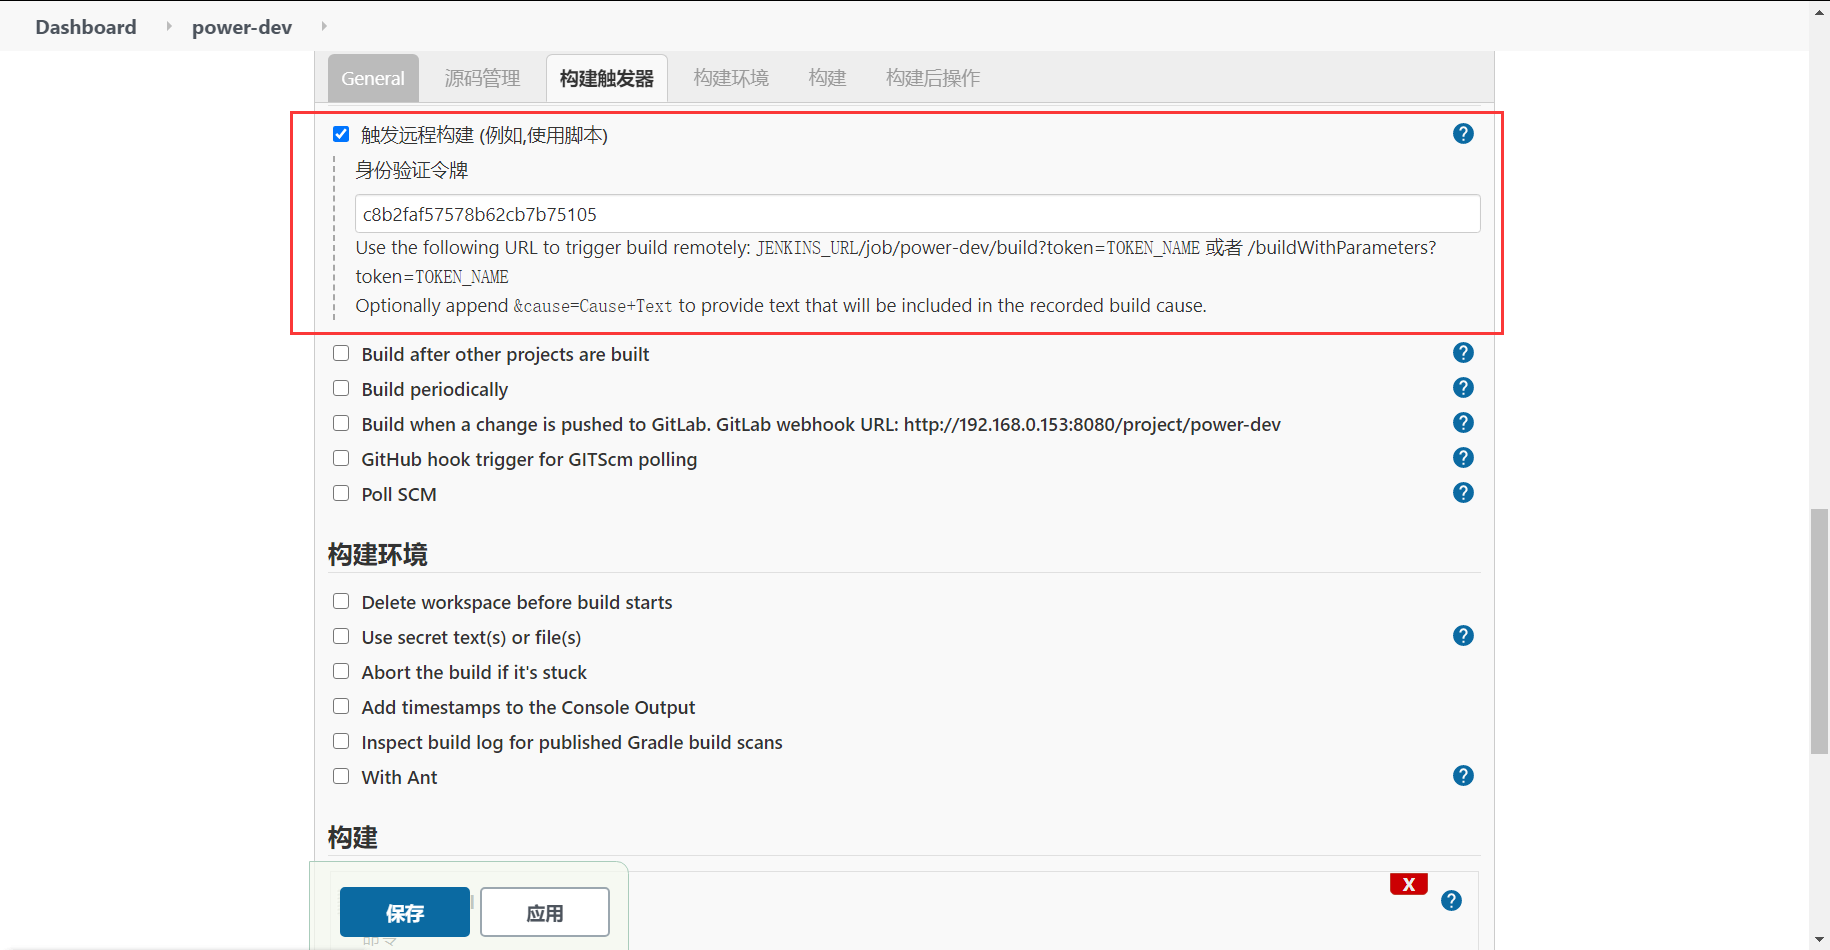 Dashboard power-dev
General 源码管理 构建触发器 构建环境 构建 构建后操作
触发远程构建 (例如,使用脚本)
身份验证令牌
c8b2faf57578b62cb7b75105
Use the following URL to trigger build remotely: JENKINS_URL/job/power-dev/build?token=TOKEN_NAME 或者 /buildWithParameters?
token=TOKEN_NAME
Optionally append &cause=Cause+Text to provide text that will be included in the recorded build cause.
Build after other projects are built
Build periodically
Build when a change is pushed to GitLab. GitLab webhook URL: http://192.168.0.153:8080/project/power-dev
GitHub hook trigger for GITScm polling
Poll SCM
构建环境
Delete workspace before build starts
Use secret text(s) or file(s)
Abort the build if it's stuck
Add timestamps to the Console Output
Inspect build log for published Gradle build scans
With Ant
构建
X
保存 应用
命令